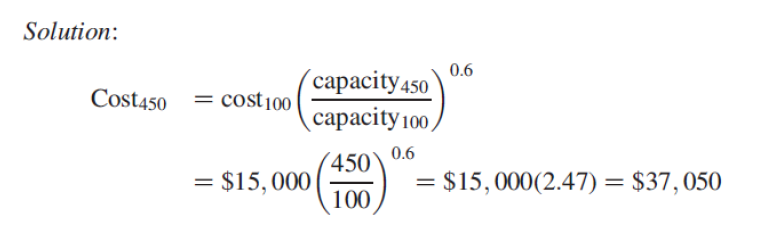 Solution:
Cost450 = cost100 (capacity450 / capacity100)^0.6
= $15, 000 (450 / 100)^0.6 = $15, 000(2.47) = $37, 050